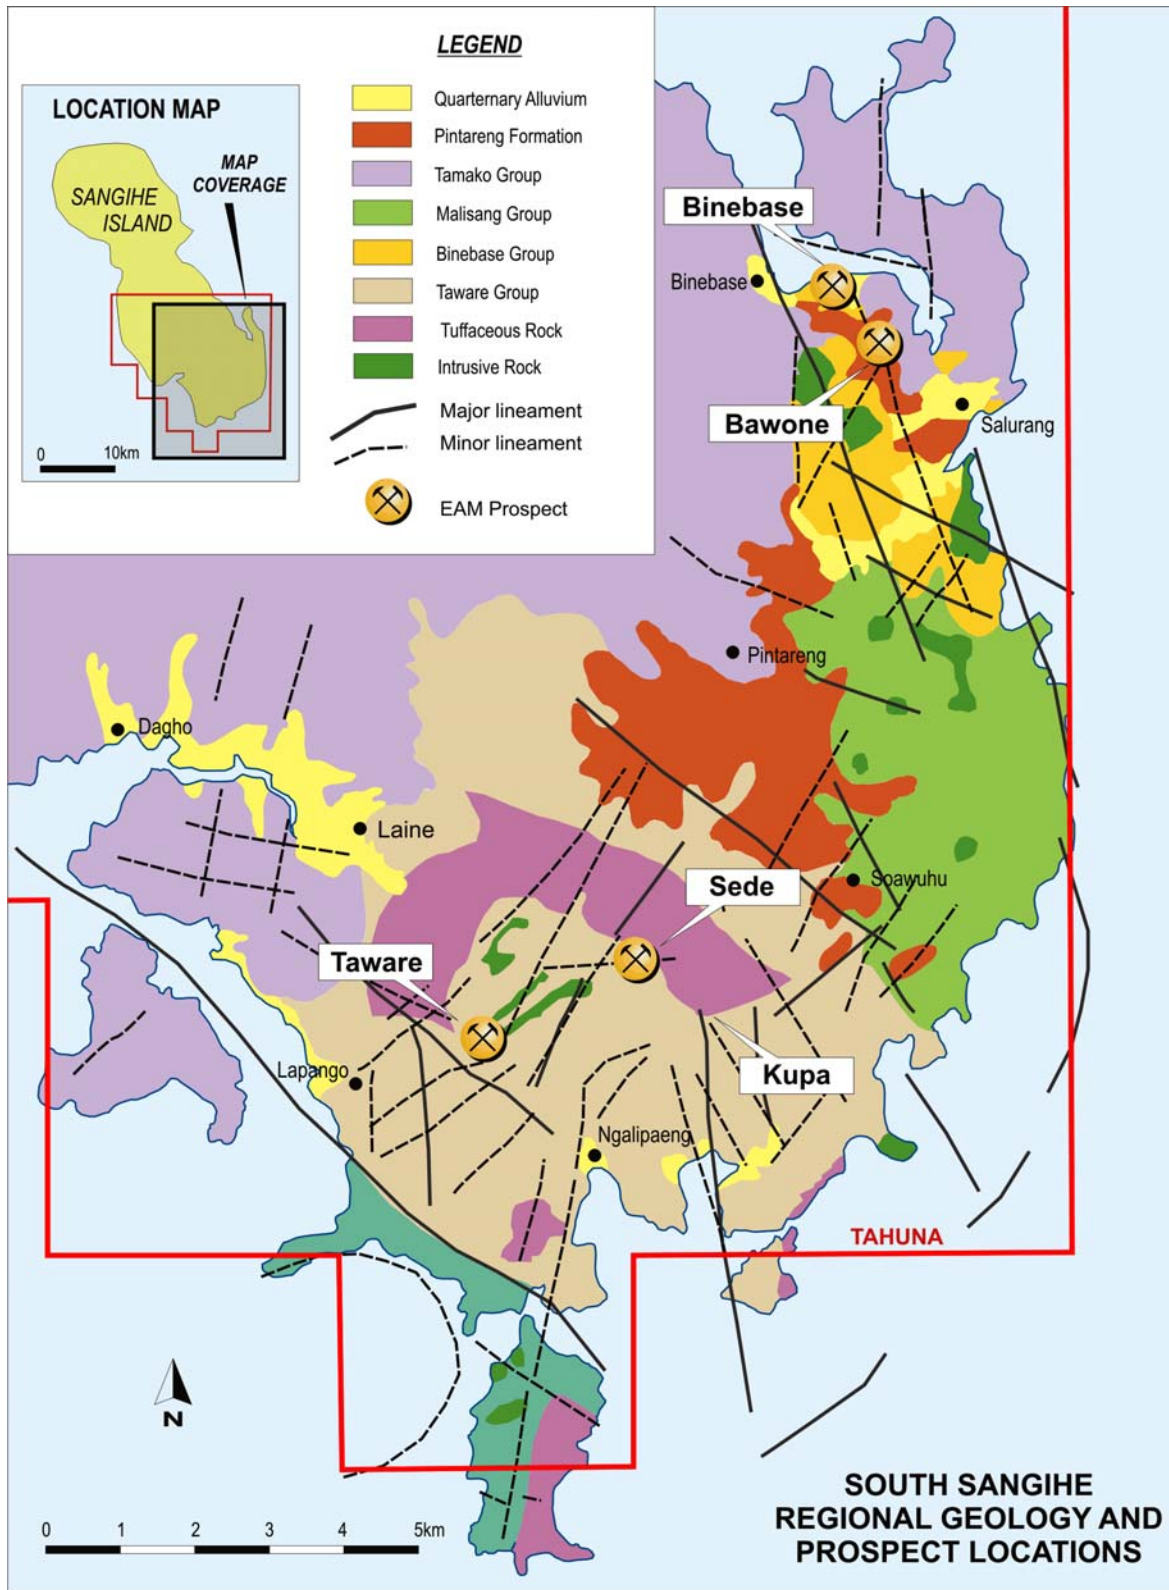 LEGEND
Quarternary Alluvium
Pintareng Formation
Tamako Group
Malisang Group
Binebase Group
Taware Group
Tuffaceous Rock
Intrusive Rock
Major lineament
Minor lineament
EAM Prospect
LOCATION MAP
MAP
COVERAGE
SANGIHE
ISLAND
0
10km
Binebase
Binebase
Bawone
Salurang
Pintareng
Dagho
Laine
Sede
Soawuhu
Taware
Kupa
Lapango
Ngalipaeng
TAHUNA
N
0 1 2 3 4 5km
SOUTH SANGIHE
REGIONAL GEOLOGY AND
PROSPECT LOCATIONS